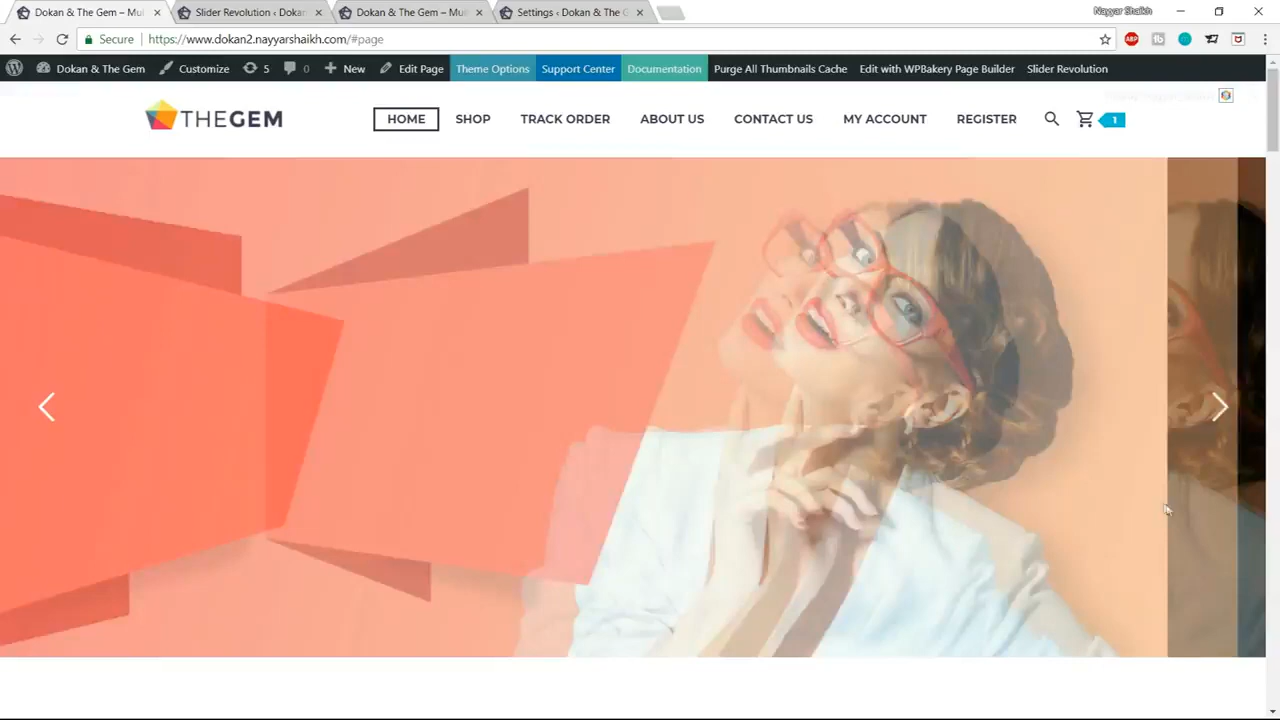 Dokan & The Gem – Mul
Slider Revolution ‹ Dokan
Dokan & The Gem – Mul
Settings ‹ Dokan & The G
Nayyar Shaikh
Secure
https://www.dokan2.nayyarshaikh.com/#page
ABP
Dokan & The Gem
Customize
5
0
New
Edit Page
Theme Options
Support Center
Documentation
Purge All Thumbnails Cache
Edit with WPBakery Page Builder
Slider Revolution
THEGEM
HOME
SHOP
TRACK ORDER
ABOUT US
CONTACT US
MY ACCOUNT
REGISTER
1